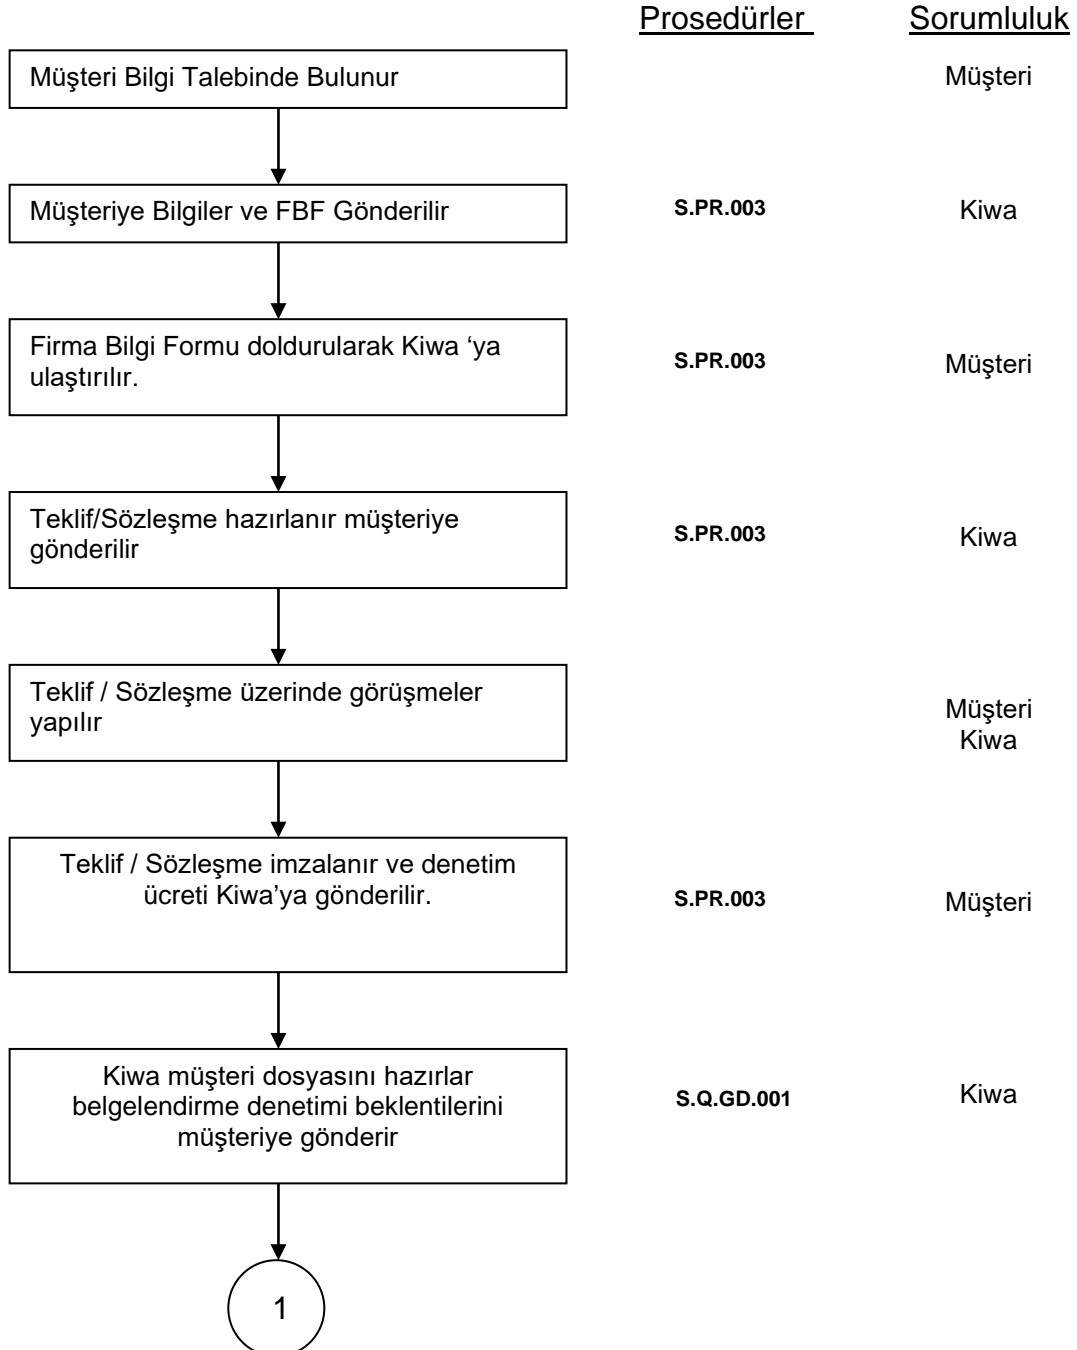 Prosedürler Sorumluluk
Müşteri Bilgi Talebinde Bulunur Müşteri
Müşteriye Bilgiler ve FBF Gönderilir S.PR.003 Kiwa
Firma Bilgi Formu doldurularak Kiwa ‘ya
ulaştırılır.
S.PR.003 Müşteri
Teklif/Sözleşme hazırlanır müşteriye
gönderilir
S.PR.003 Kiwa
Teklif / Sözleşme üzerinde görüşmeler
yapılır
Müşteri
Kiwa
Teklif / Sözleşme imzalanır ve denetim
ücreti Kiwa’ya gönderilir.
S.PR.003 Müşteri
Kiwa müşteri dosyasını hazırlar
belgelendirme denetimi beklentilerini
müşteriye gönderir
S.Q.GD.001 Kiwa
1